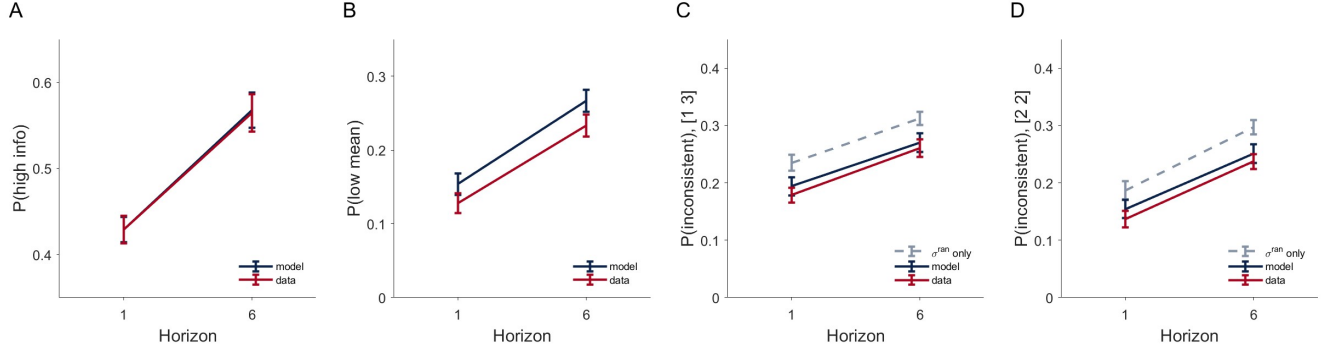 A
P(high info)
0.6
0.5
0.4
1
6
Horizon
model
data
B
P(low mean)
0.3
0.2
0.1
0
1
6
Horizon
model
data
C
P(inconsistent), [1 3]
0.4
0.3
0.2
0.1
0
1
6
Horizon
σran only
model
data
D
P(inconsistent), [2 2]
0.4
0.3
0.2
0.1
0
1
6
Horizon
σran only
model
data